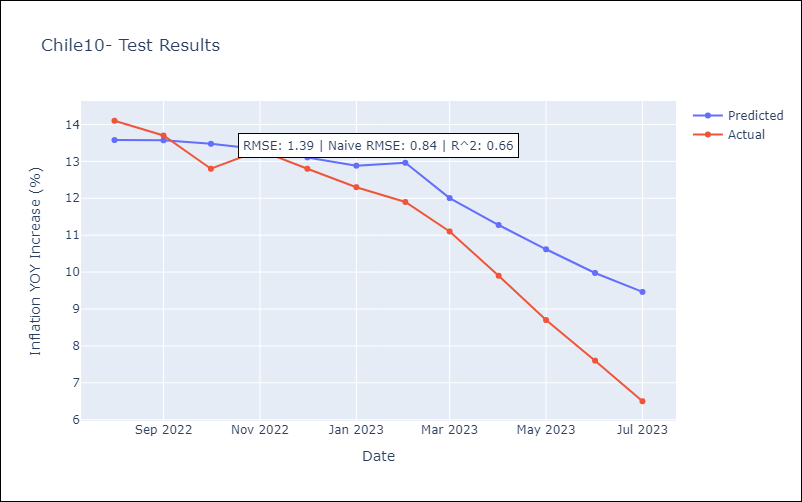 Chile10- Test Results
Predicted
Actual
RMSE: 1.39 | Naive RMSE: 0.84 | R^2: 0.66
Inflation YOY Increase (%)
14
13
12
11
10
9
8
7
6
Sep 2022 Nov 2022 Jan 2023 Mar 2023 May 2023 Jul 2023
Date